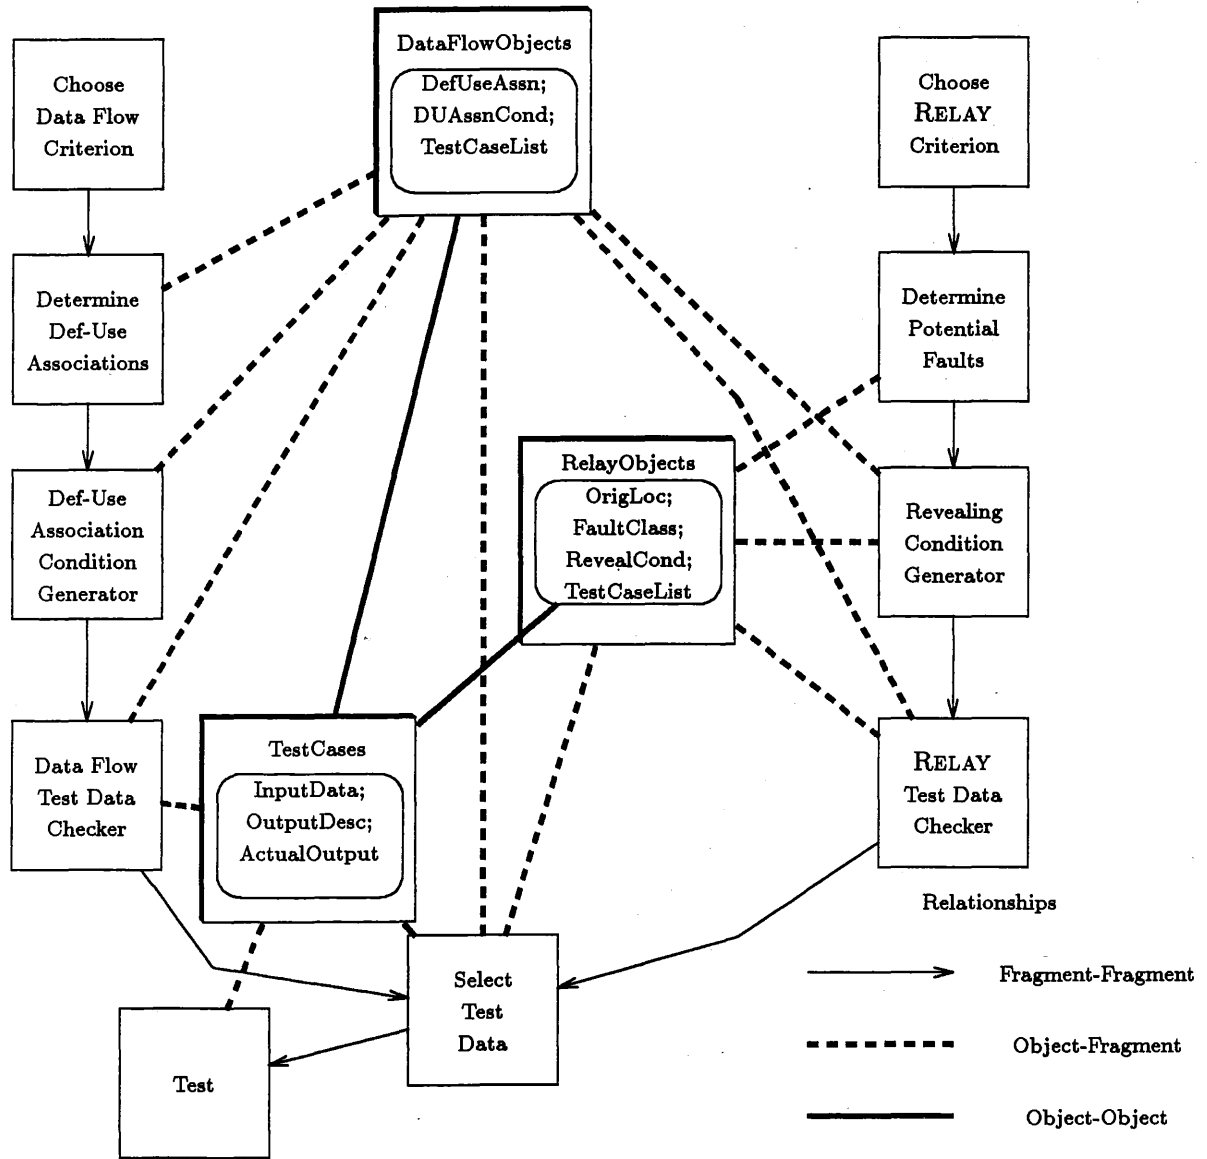 Choose
Data Flow
Criterion
DataFlowObjects
DefUseAssn;
DUAssnCond;
TestCaseList
Choose
RELAY
Criterion
Determine
Def-Use
Associations
Determine
Potential
Faults
Def-Use
Association
Condition
Generator
RelayObjects
OrigLoc;
FaultClass;
RevealCond;
TestCaseList
Revealing
Condition
Generator
Data Flow
Test Data
Checker
TestCases
InputData;
OutputDesc;
ActualOutput
RELAY
Test Data
Checker
Select
Test
Data
Test
Relationships
Fragment-Fragment
Object-Fragment
Object-Object